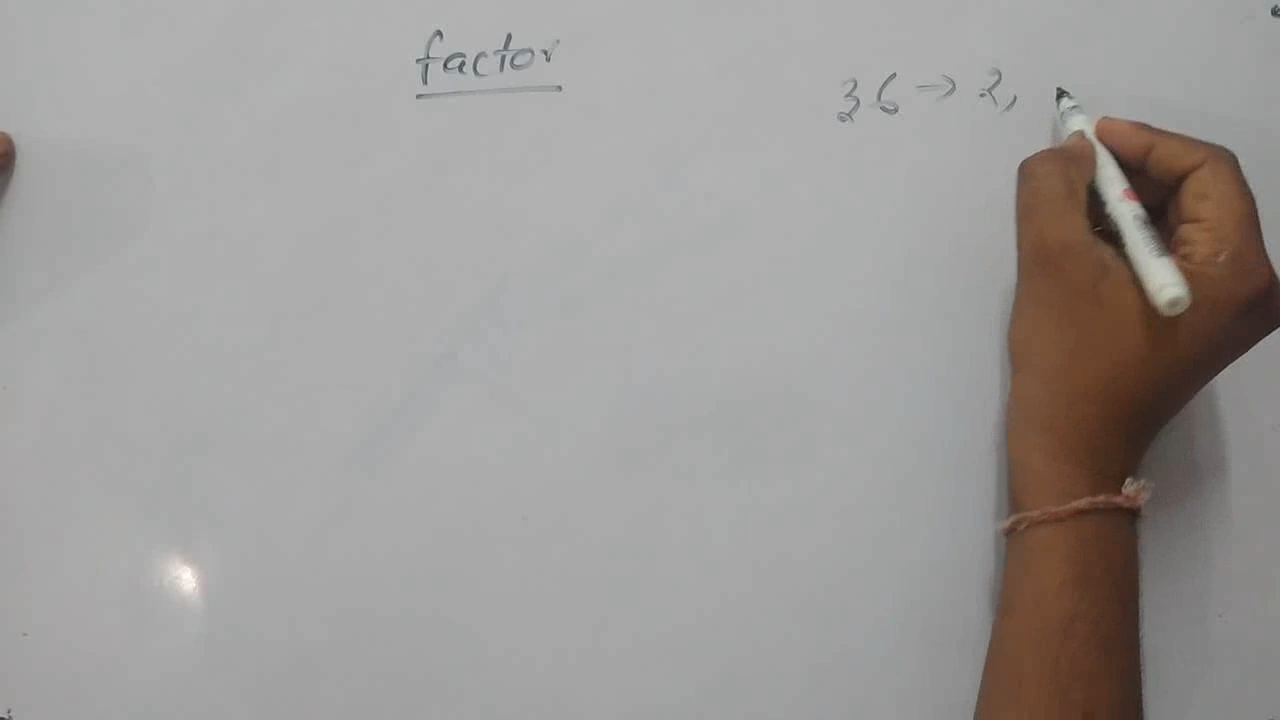 factor
36 → 2,